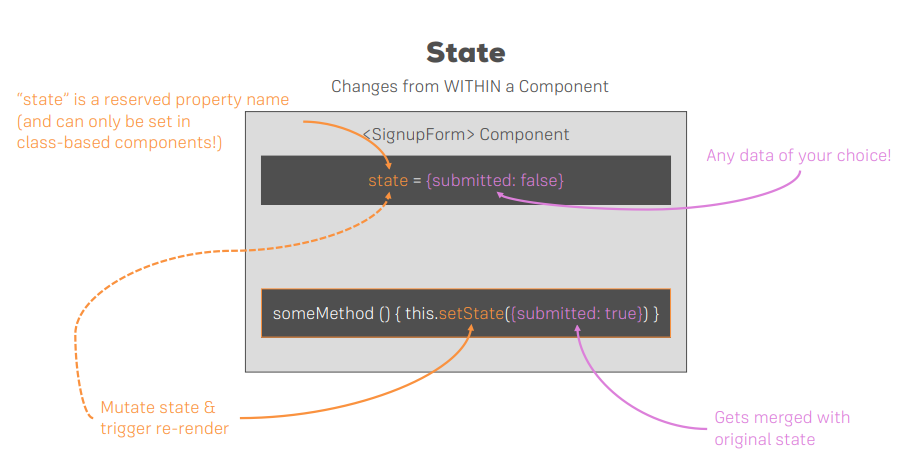 State
Changes from WITHIN a Component
“state” is a reserved property name
(and can only be set in
class-based components!)
<SignupForm> Component
Any data of your choice!
state = {submitted: false}
someMethod () { this.setState({submitted: true}) }
Mutate state &
trigger re-render
Gets merged with
original state